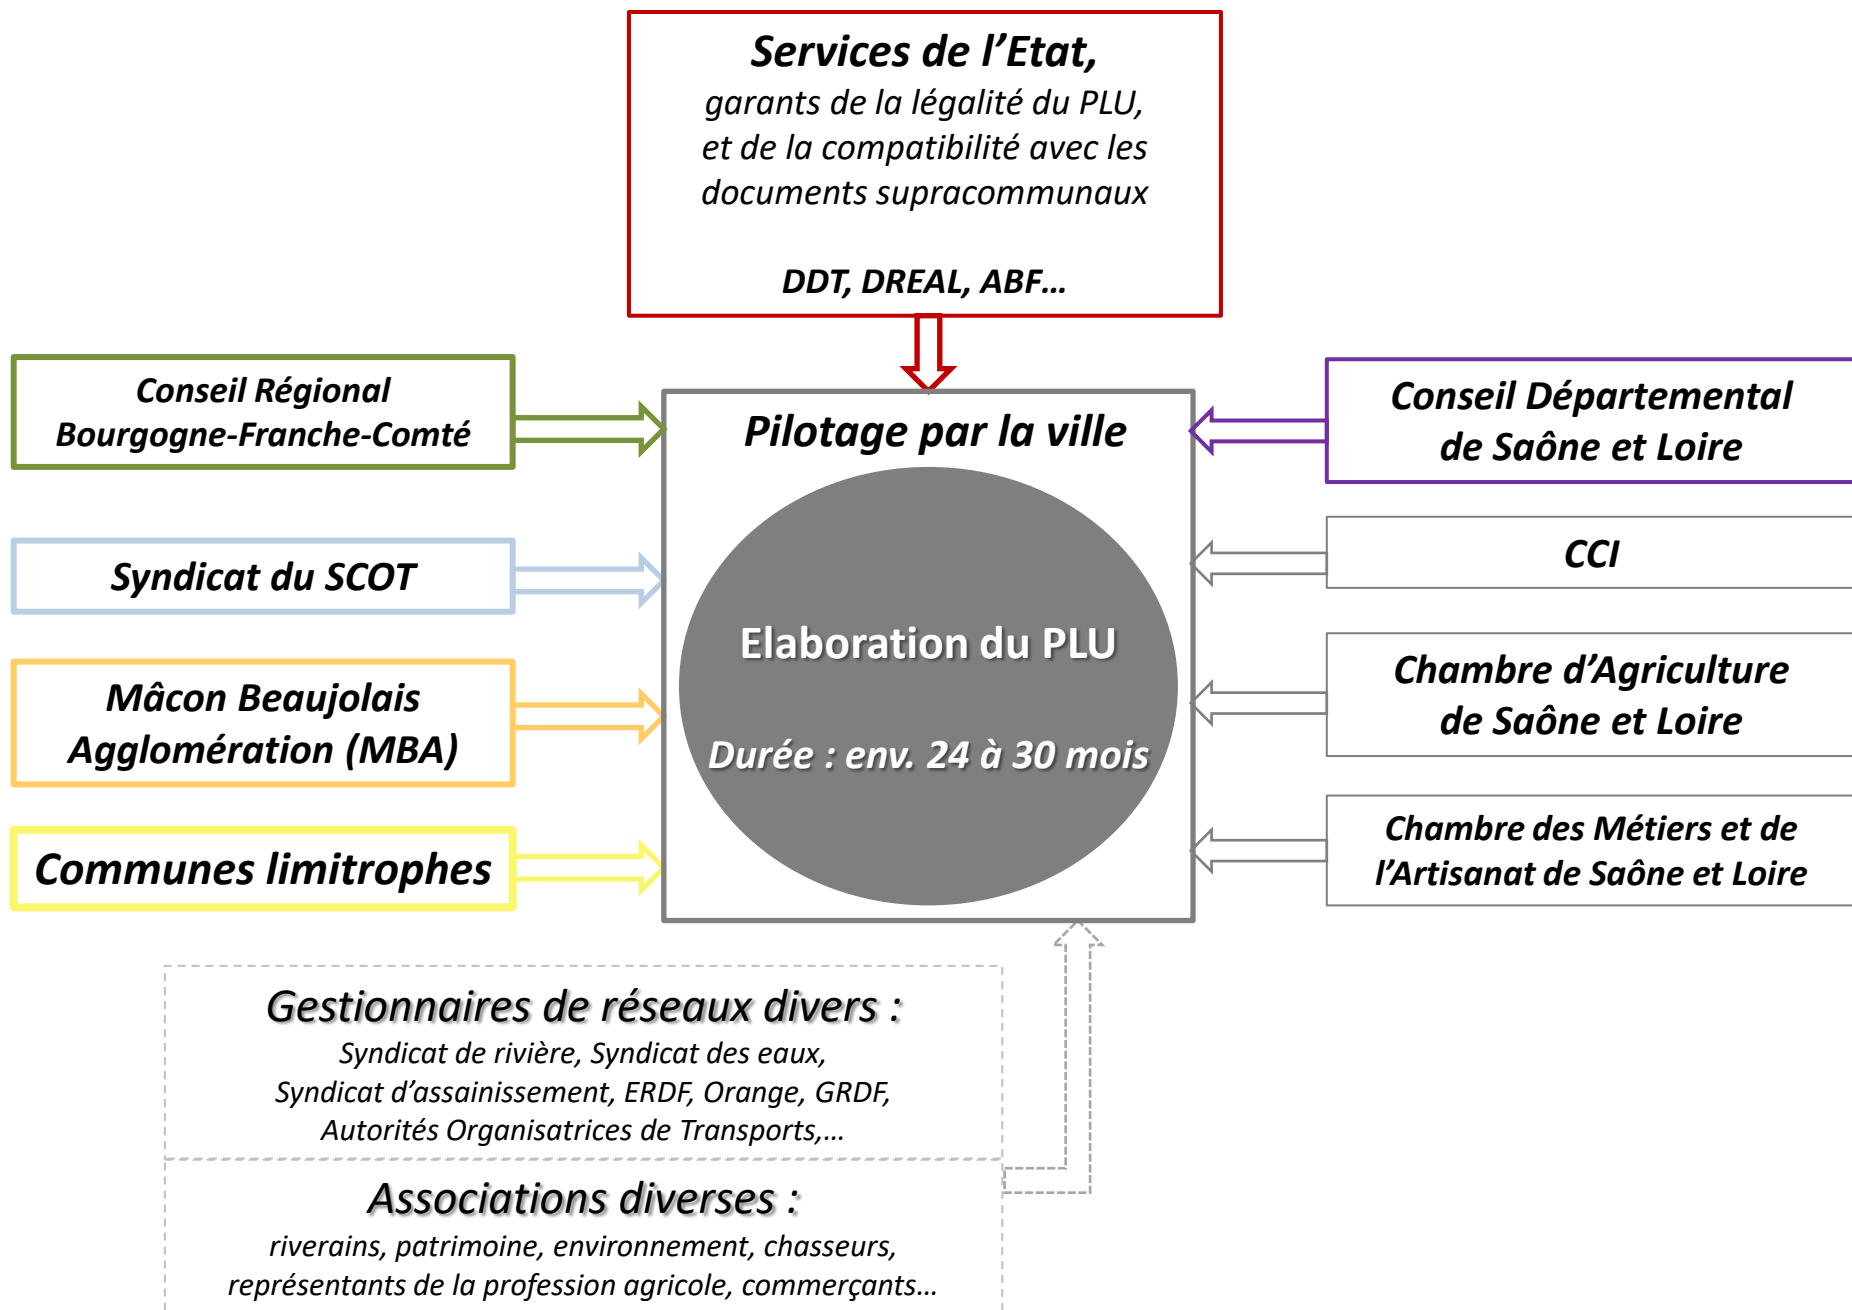 Services de l’Etat,
garants de la légalité du PLU,
et de la compatibilité avec les
documents supracommunaux
DDT, DREAL, ABF…
Conseil Régional
Bourgogne-Franche-Comté
Syndicat du SCOT
Mâcon Beaujolais
Agglomération (MBA)
Communes limitrophes
Pilotage par la ville
Elaboration du PLU
Durée : env. 24 à 30 mois
Conseil Départemental
de Saône et Loire
CCI
Chambre d’Agriculture
de Saône et Loire
Chambre des Métiers et de
l’Artisanat de Saône et Loire
Gestionnaires de réseaux divers :
Syndicat de rivière, Syndicat des eaux,
Syndicat d’assainissement, ERDF, Orange, GRDF,
Autorités Organisatrices de Transports,…
Associations diverses :
riverains, patrimoine, environnement, chasseurs,
représentants de la profession agricole, commerçants…